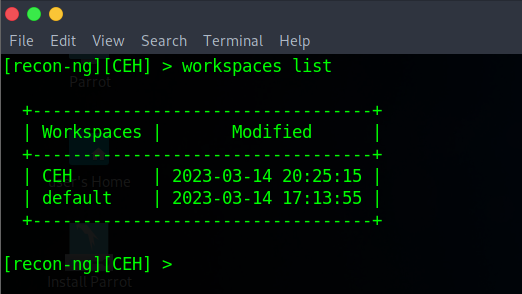 File Edit View Search Terminal Help
[recon-ng][CEH] > workspaces list
Parrot
+----------------------------------+
| Workspaces |       Modified      |
+----------------------------------+
| CEH        | 2023-03-14 20:25:15 |
User's Home
| default    | 2023-03-14 17:13:55 |
+----------------------------------+
[recon-ng][CEH] >
Install Parrot